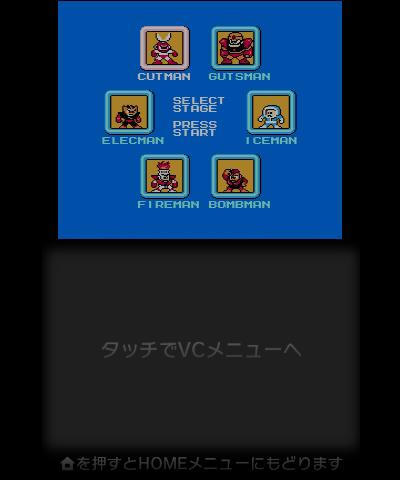 CUTMAN GUTSMAN
SELECT
STAGE
PRESS
START
ELECMAN ICEMAN
FIREMAN BOMBMAN
タッチでVCメニューへ
を押すとHOMEメニューにもどります